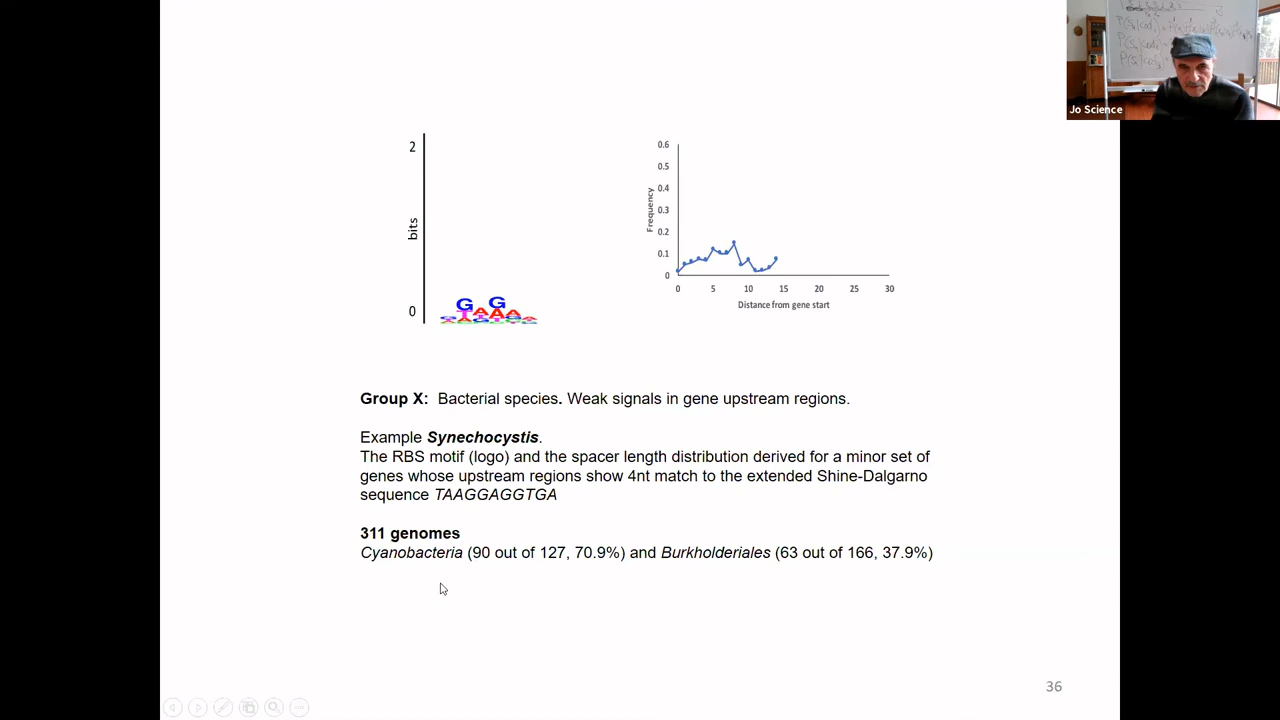 Jo Science
2
bits
0
G G
0.6
0.5
0.4
0.3
0.2
0.1
0
Frequency
0 5 10 15 20 25 30
Distance from gene start
Group X: Bacterial species. Weak signals in gene upstream regions.
Example Synechocystis.
The RBS motif (logo) and the spacer length distribution derived for a minor set of
genes whose upstream regions show 4nt match to the extended Shine-Dalgarno
sequence TAAGGAGGTGA
311 genomes
Cyanobacteria (90 out of 127, 70.9%) and Burkholderiales (63 out of 166, 37.9%)
36